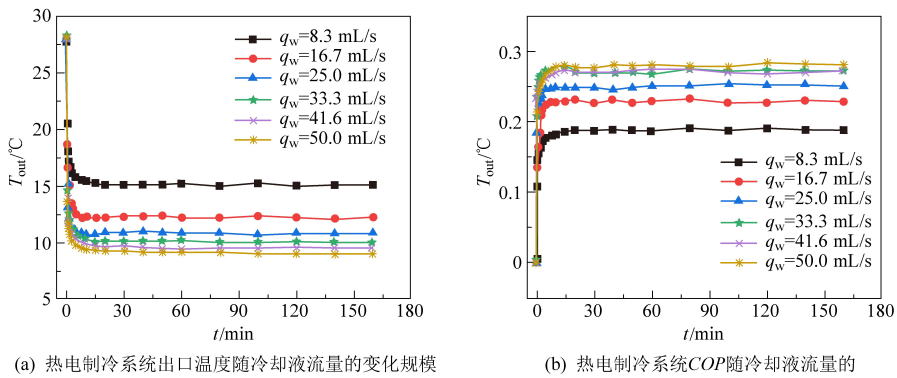 30
25
20
15
10
5
T_out/℃
q_w=8.3 mL/s
q_w=16.7 mL/s
q_w=25.0 mL/s
q_w=33.3 mL/s
q_w=41.6 mL/s
q_w=50.0 mL/s
0 30 60 90 120 150 180
t/min
(a) 热电制冷系统出口温度随冷却液流量的变化规模
0.3
0.2
0.1
0
T_out/℃
q_w=8.3 mL/s
q_w=16.7 mL/s
q_w=25.0 mL/s
q_w=33.3 mL/s
q_w=41.6 mL/s
q_w=50.0 mL/s
0 30 60 90 120 150 180
t/min
(b) 热电制冷系统COP随冷却液流量的